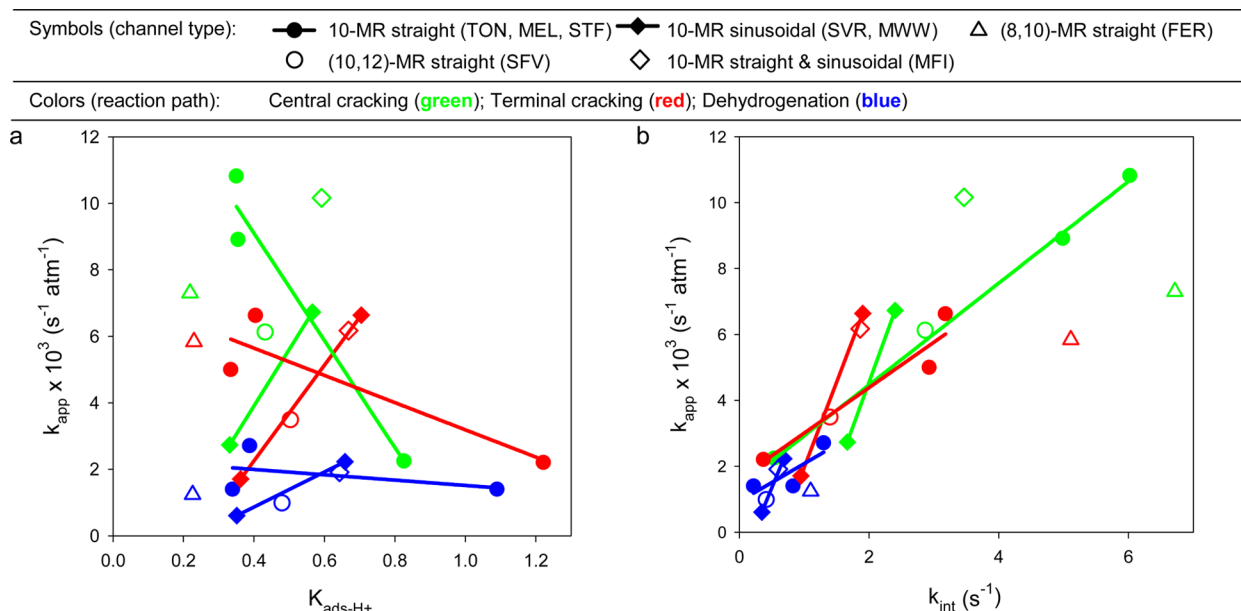 Symbols (channel type): 10-MR straight (TON, MEL, STF) 10-MR sinusoidal (SVR, MWW) (8,10)-MR straight (FER)
(10,12)-MR straight (SFV) 10-MR straight & sinusoidal (MFI)
Colors (reaction path): Central cracking (green); Terminal cracking (red); Dehydrogenation (blue)
a
k_app x 10³ (s⁻¹ atm⁻¹)
12
10
8
6
4
2
0
0.0 0.2 0.4 0.6 0.8 1.0 1.2
K_ads-H+
b
k_app x 10³ (s⁻¹ atm⁻¹)
12
10
8
6
4
2
0
0 2 4 6
k_int (s⁻¹)